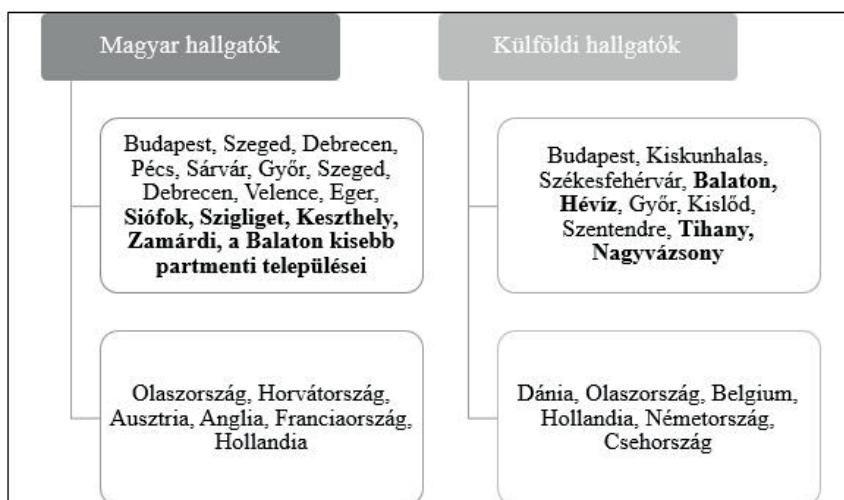 Magyar hallgatók
Budapest, Szeged, Debrecen,
Pécs, Sárvár, Győr, Szeged,
Debrecen, Velence, Eger,
Siófok, Szigliget, Keszthely,
Zamárdi, a Balaton kisebb
partmenti települései
Olaszország, Horvátország,
Ausztria, Anglia, Franciaország,
Hollandia
Külföldi hallgatók
Budapest, Kiskunhalas,
Székesfehérvár, Balaton,
Hévíz, Győr, Kislőd,
Szentendre, Tihany,
Nagyvázsony
Dánia, Olaszország, Belgium,
Hollandia, Németország,
Csehország